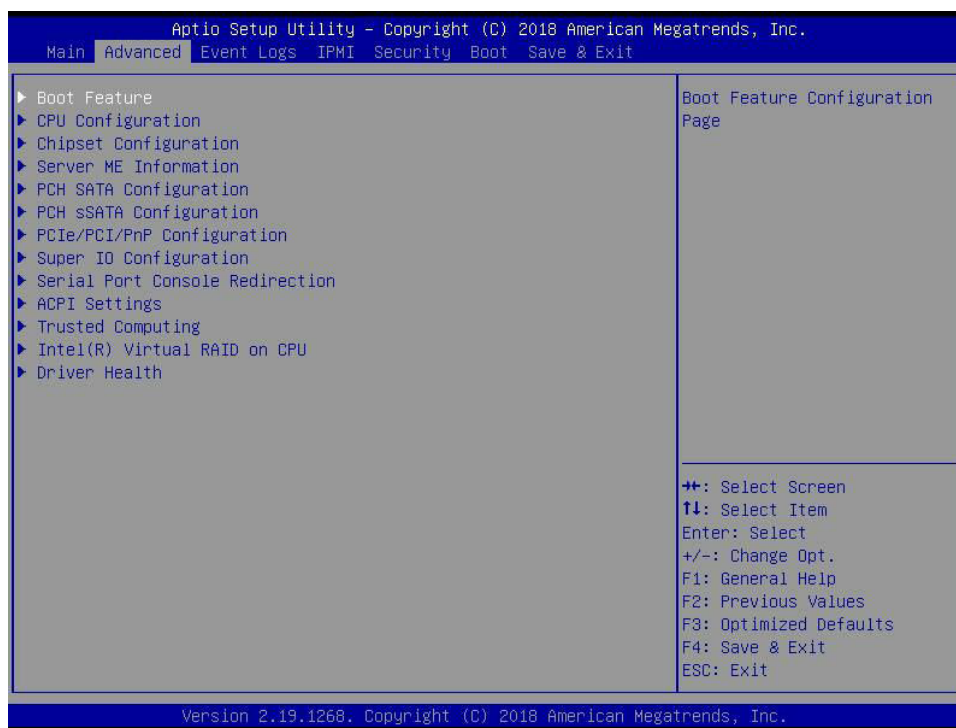 Aptio Setup Utility – Copyright (C) 2018 American Megatrends, Inc.
Main Advanced Event Logs IPMI Security Boot Save & Exit
▶ Boot Feature
▶ CPU Configuration
▶ Chipset Configuration
▶ Server ME Information
▶ PCH SATA Configuration
▶ PCH sSATA Configuration
▶ PCIe/PCI/PnP Configuration
▶ Super IO Configuration
▶ Serial Port Console Redirection
▶ ACPI Settings
▶ Trusted Computing
▶ Intel(R) Virtual RAID on CPU
▶ Driver Health
Boot Feature Configuration
Page
→←: Select Screen
↑↓: Select Item
Enter: Select
+/-: Change Opt.
F1: General Help
F2: Previous Values
F3: Optimized Defaults
F4: Save & Exit
ESC: Exit
Version 2.19.1268. Copyright (C) 2018 American Megatrends, Inc.